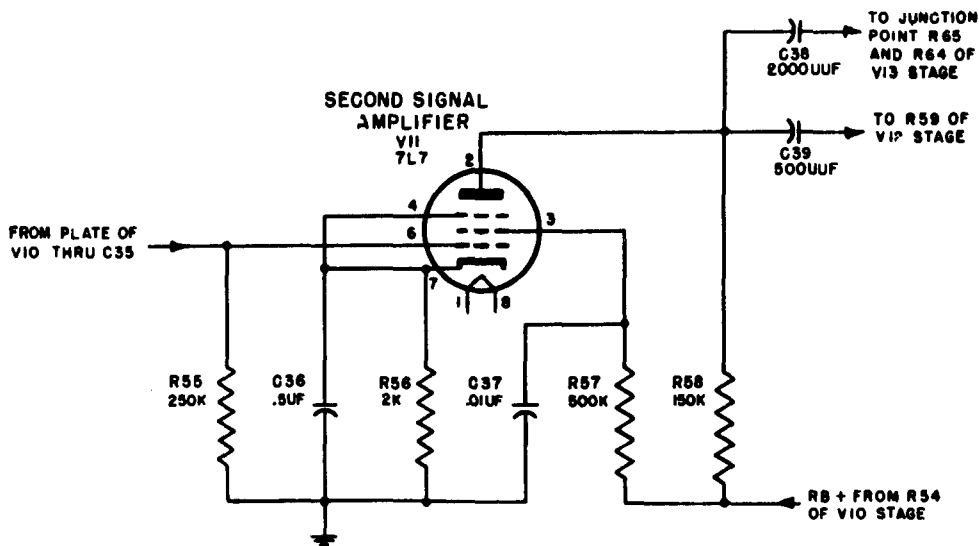 TO JUNCTION
POINT R65
AND R64 OF
V13 STAGE
C38
2000UUF
SECOND SIGNAL
AMPLIFIER
V11
7L7
2
TO R59 OF
V12 STAGE
C39
500UUF
4
3
FROM PLATE OF
V10 THRU C35
6
7
1
8
R55
250K
C36
.5UF
R56
2K
C37
.01UF
R57
500K
R58
150K
RB + FROM R54
OF V10 STAGE